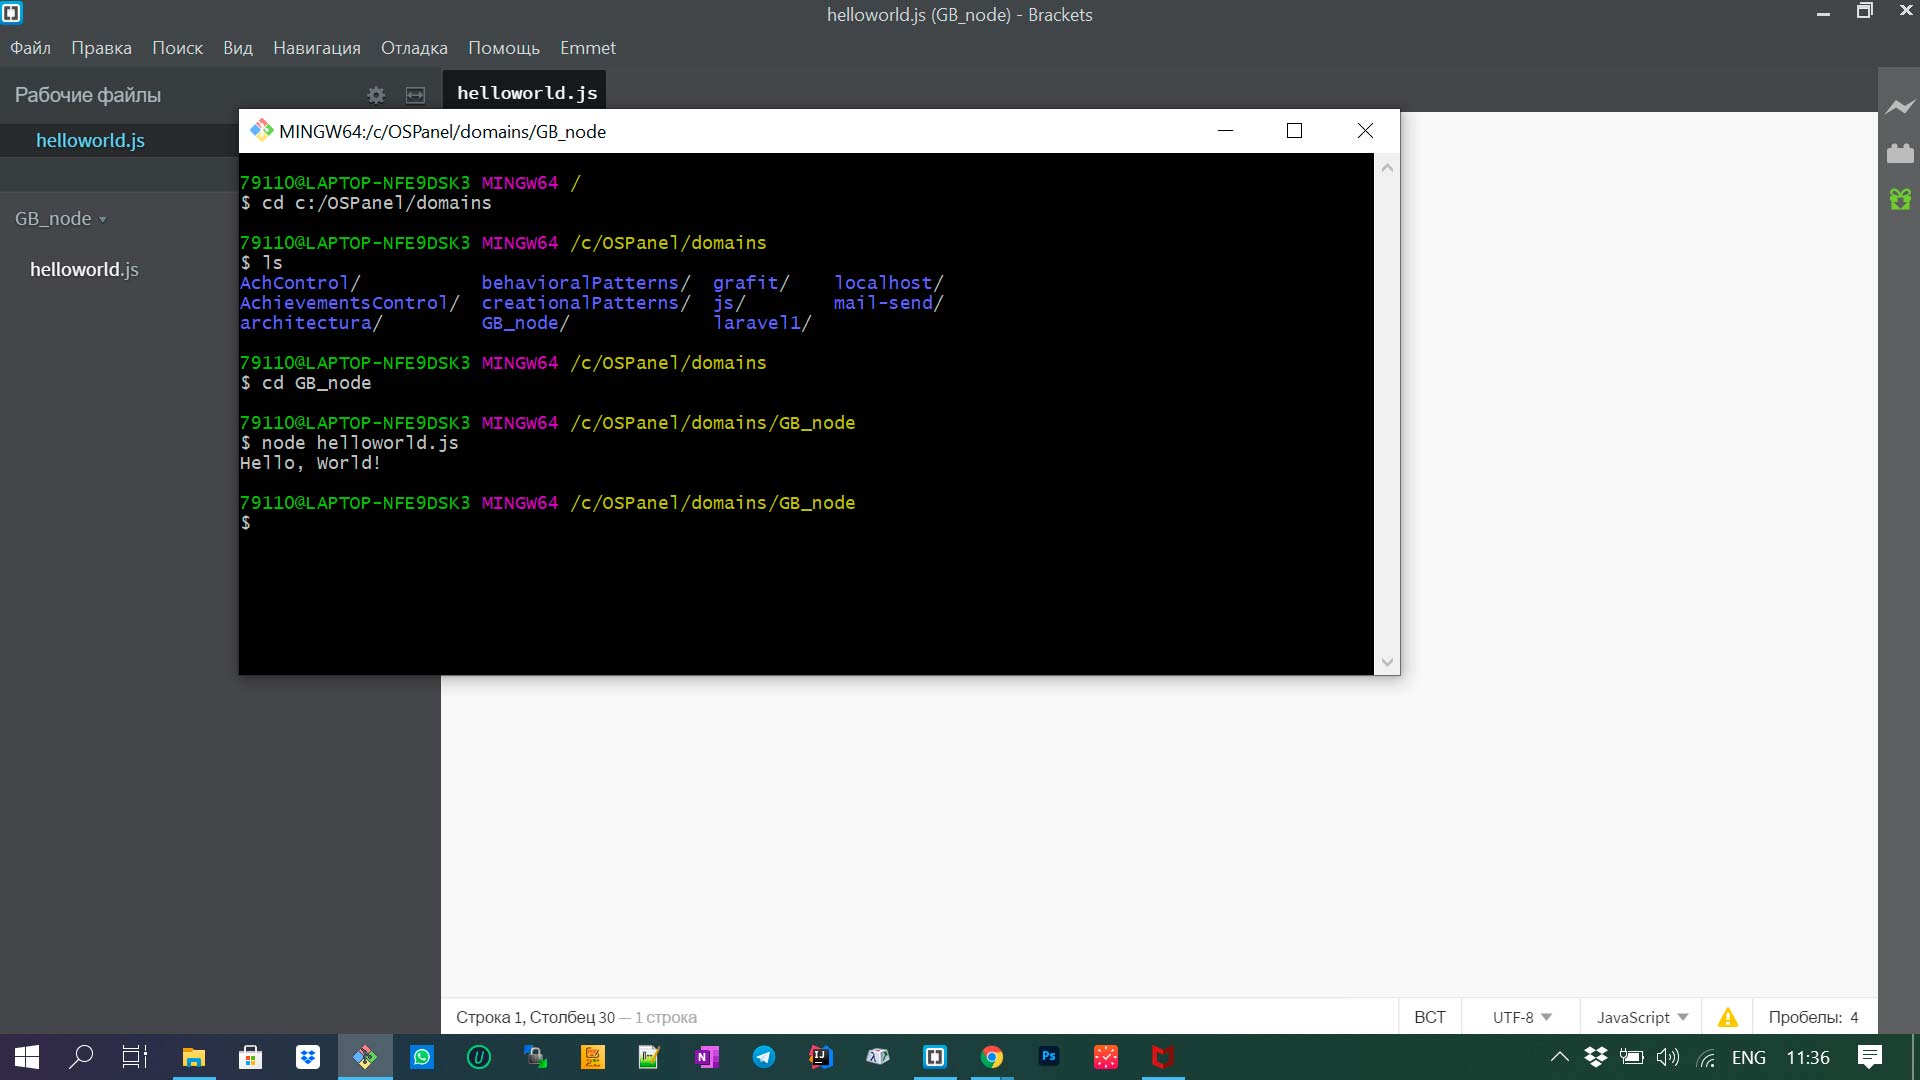 helloworld.js (GB_node) - Brackets
Файл Правка Поиск Вид Навигация Отладка Помощь Emmet
Рабочие файлы
helloworld.js
helloworld.js
GB_node
helloworld.js
MINGW64:/c/OSPanel/domains/GB_node
79110@LAPTOP-NFE9DSK3 MINGW64 /
$ cd c:/OSPanel/domains
79110@LAPTOP-NFE9DSK3 MINGW64 /c/OSPanel/domains
$ ls
AchControl/ behavioralPatterns/ grafit/ localhost/
AchievementsControl/ creationalPatterns/ js/ mail-send/
architectura/ GB_node/ laravel1/
79110@LAPTOP-NFE9DSK3 MINGW64 /c/OSPanel/domains
$ cd GB_node
79110@LAPTOP-NFE9DSK3 MINGW64 /c/OSPanel/domains/GB_node
$ node helloworld.js
Hello, World!
79110@LAPTOP-NFE9DSK3 MINGW64 /c/OSPanel/domains/GB_node
$
Строка 1, Столбец 30 — 1 строка
ВСТ UTF-8 JavaScript Пробелы: 4
ENG 11:36